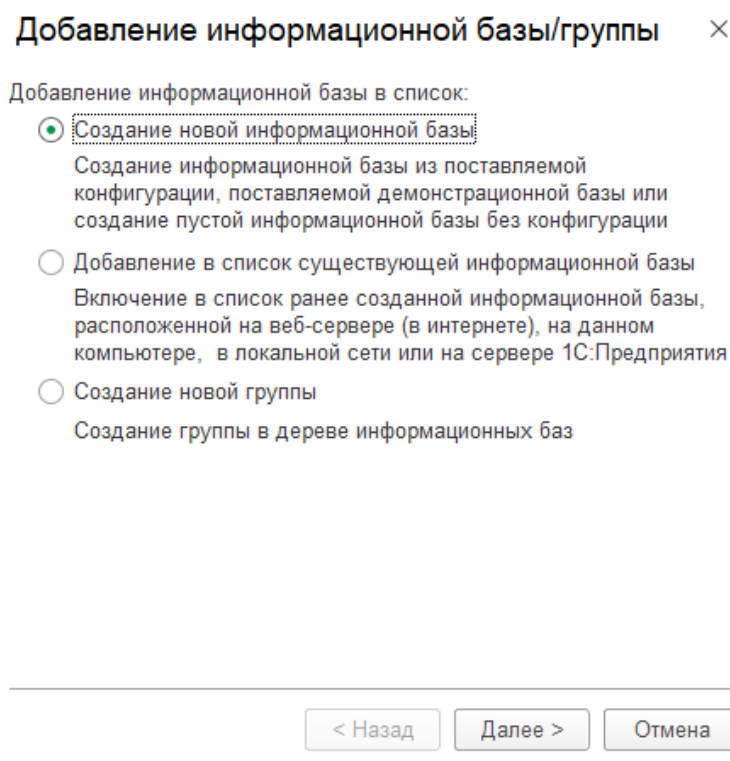 Добавление информационной базы/группы
Добавление информационной базы в список:
Создание новой информационной базы
Создание информационной базы из поставляемой
конфигурации, поставляемой демонстрационной базы или
создание пустой информационной базы без конфигурации
Добавление в список существующей информационной базы
Включение в список ранее созданной информационной базы,
расположенной на веб-сервере (в интернете), на данном
компьютере,  в локальной сети или на сервере 1С:Предприятия
Создание новой группы
Создание группы в дереве информационных баз
< Назад Далее > Отмена